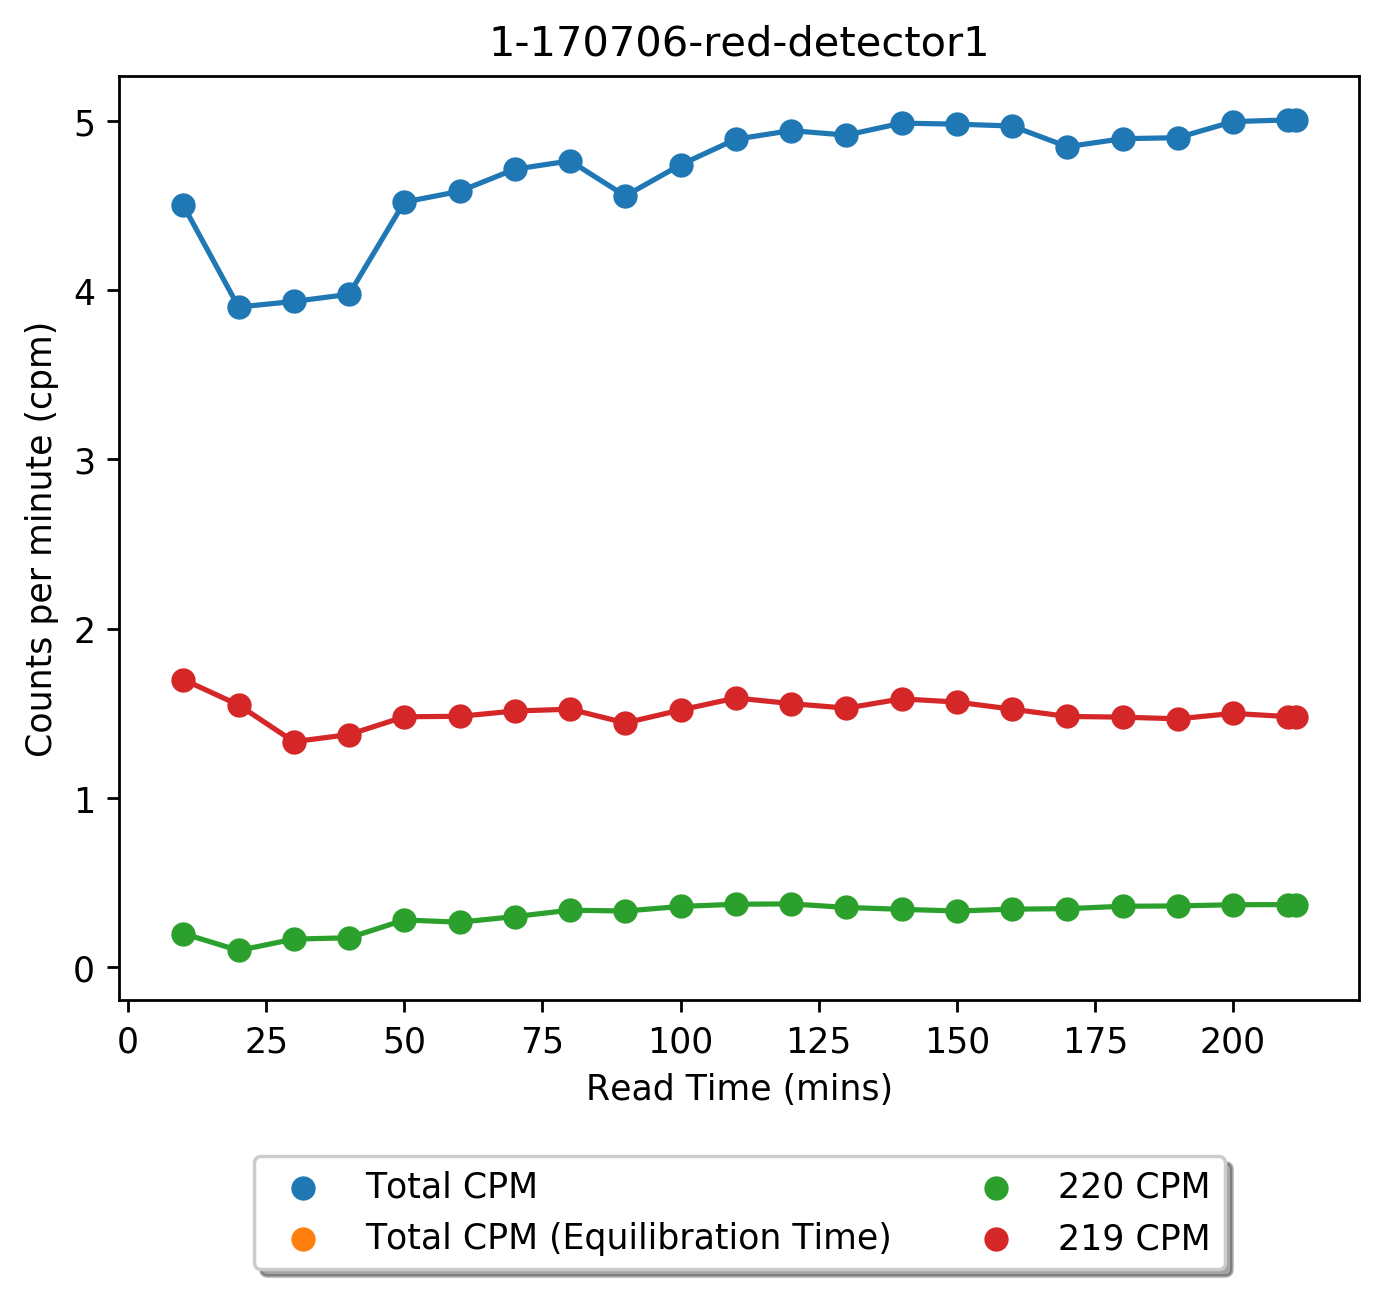 1-170706-red-detector1
5
4
3
2
1
0
Counts per minute (cpm)
0 25 50 75 100 125 150 175 200
Read Time (mins)
Total CPM
Total CPM (Equilibration Time)
220 CPM
219 CPM